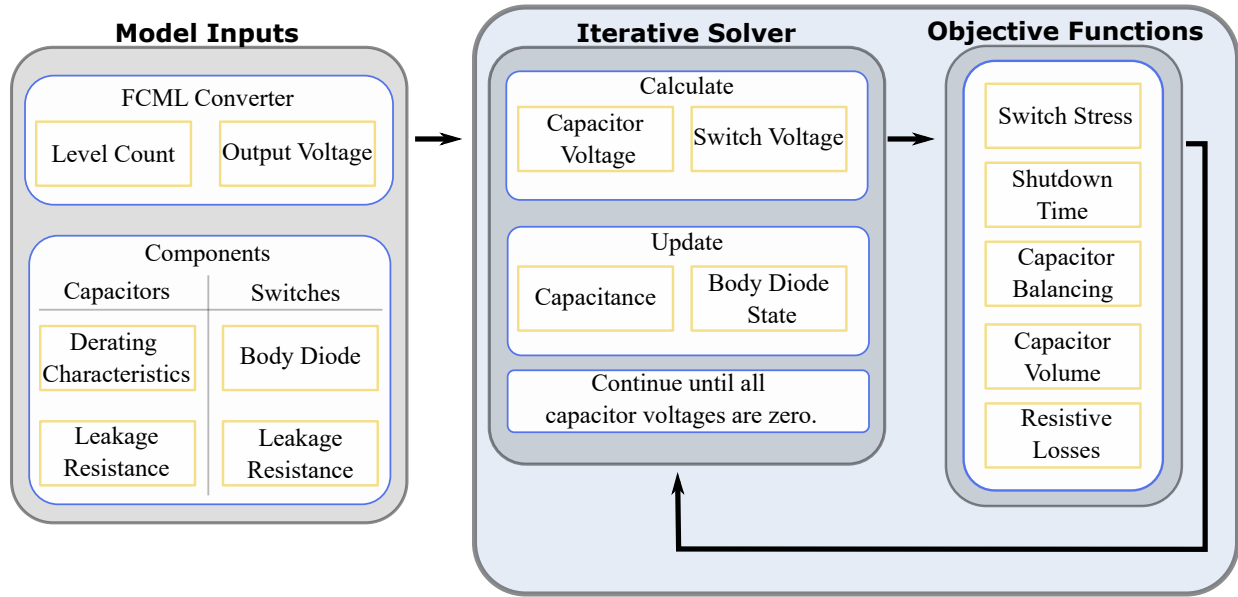 Model Inputs
FCML Converter
Level Count
Output Voltage
Components
Capacitors
Switches
Derating
Characteristics
Body Diode
Leakage
Resistance
Leakage
Resistance
Iterative Solver
Calculate
Capacitor
Voltage
Switch Voltage
Update
Capacitance
Body Diode
State
Continue until all
capacitor voltages are zero.
Objective Functions
Switch Stress
Shutdown
Time
Capacitor
Balancing
Capacitor
Volume
Resistive
Losses